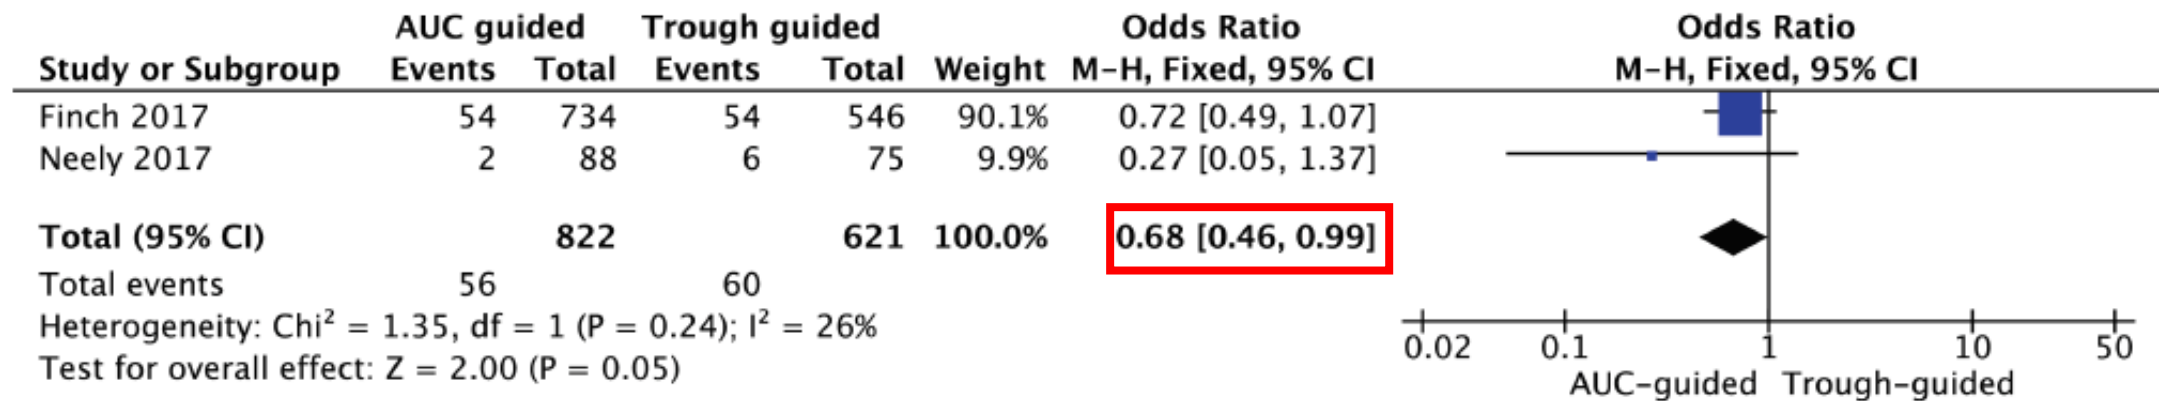 AUC guided Trough guided Odds Ratio Odds Ratio
Study or Subgroup Events Total Events Total Weight M-H, Fixed, 95% CI M-H, Fixed, 95% CI
Finch 2017 54 734 54 546 90.1% 0.72 [0.49, 1.07]
Neely 2017 2 88 6 75 9.9% 0.27 [0.05, 1.37]
Total (95% CI) 822 621 100.0% 0.68 [0.46, 0.99]
Total events 56 60
Heterogeneity: Chi² = 1.35, df = 1 (P = 0.24); I² = 26%
Test for overall effect: Z = 2.00 (P = 0.05)
0.02 0.1 1 10 50
AUC-guided Trough-guided